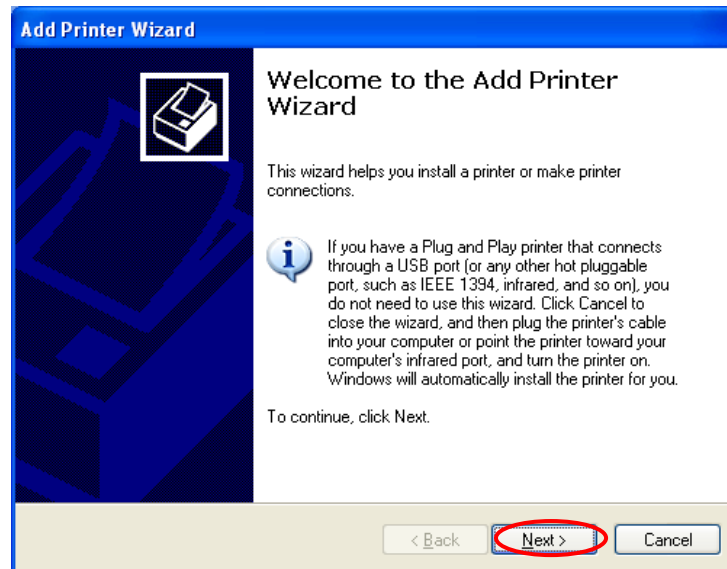 Add Printer Wizard
Welcome to the Add Printer
Wizard
This wizard helps you install a printer or make printer
connections.
If you have a Plug and Play printer that connects
through a USB port (or any other hot pluggable
port, such as IEEE 1394, infrared, and so on), you
do not need to use this wizard. Click Cancel to
close the wizard, and then plug the printer's cable
into your computer or point the printer toward your
computer's infrared port, and turn the printer on.
Windows will automatically install the printer for you.
To continue, click Next.
< Back Next > Cancel